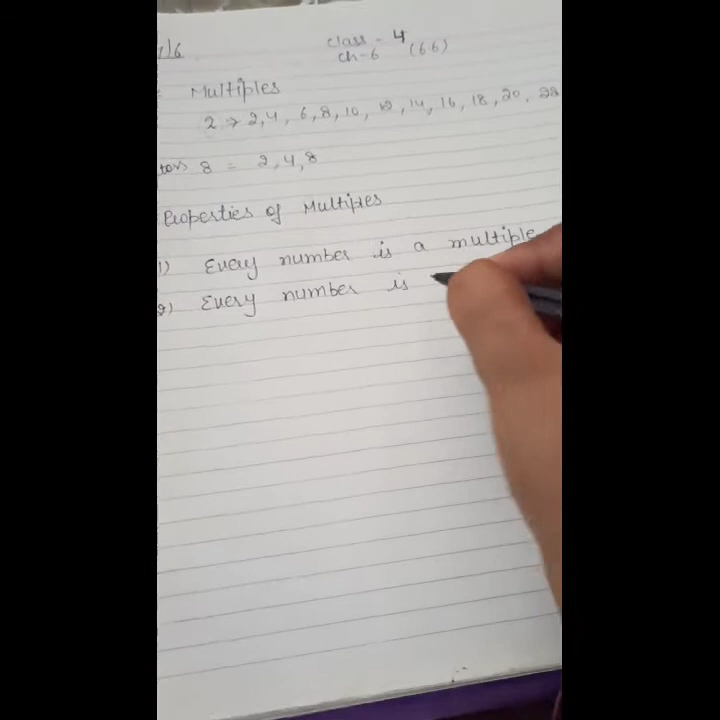 Class - 4
Ch-6 (66)
Multiples
2 → 2,4, 6,8,10, 12,14, 16, 18,20, 22
8 = 2,4,8
Properties of Multiples
1) Every number is a multiple
2) Every number is